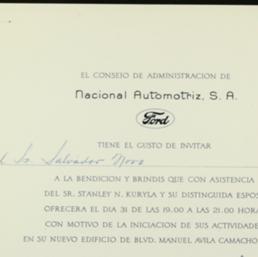 EL CONSEJO DE ADMINISTRACION DE
Nacional Automotriz, S. A.
Ford
TIENE EL GUSTO DE INVITAR
l Sr. Salvador Novo
A LA BENDICION Y BRINDIS QUE CON ASISTENCIA
DEL SR. STANLEY N. KURYLA Y SU DISTINGUIDA ESPOS
OFRECERA EL DIA 31 DE LAS 19.00 A LAS 21.00 HORA
CON MOTIVO DE LA INICIACION DE SUS ACTIVIDADE
EN SU NUEVO EDIFICIO DE BLVD. MANUEL AVILA CAMACHO